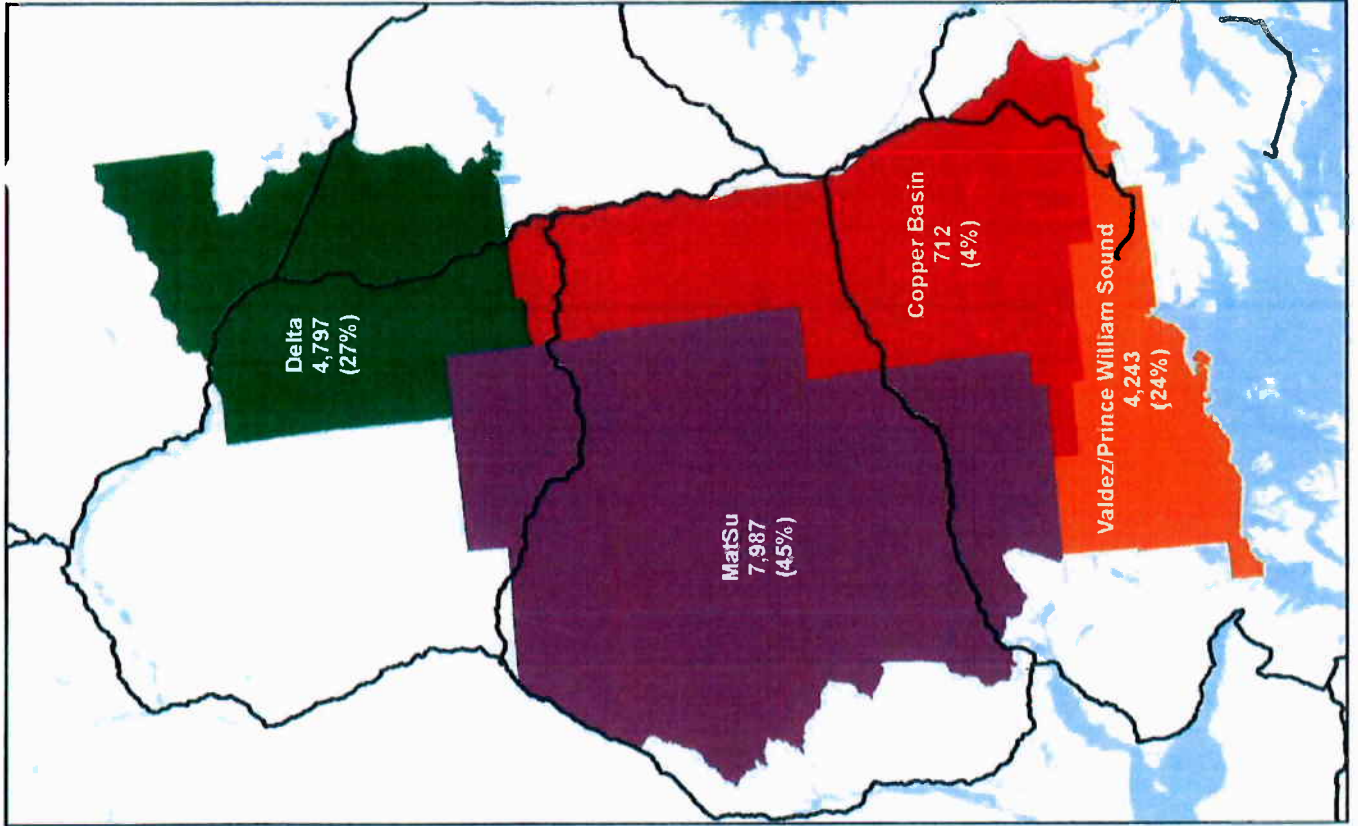 Delta
4,797
(27%)
MatSu
7,987
(45%)
Copper Basin
712
(4%)
Valdez/Prince William Sound
4,243
(24%)